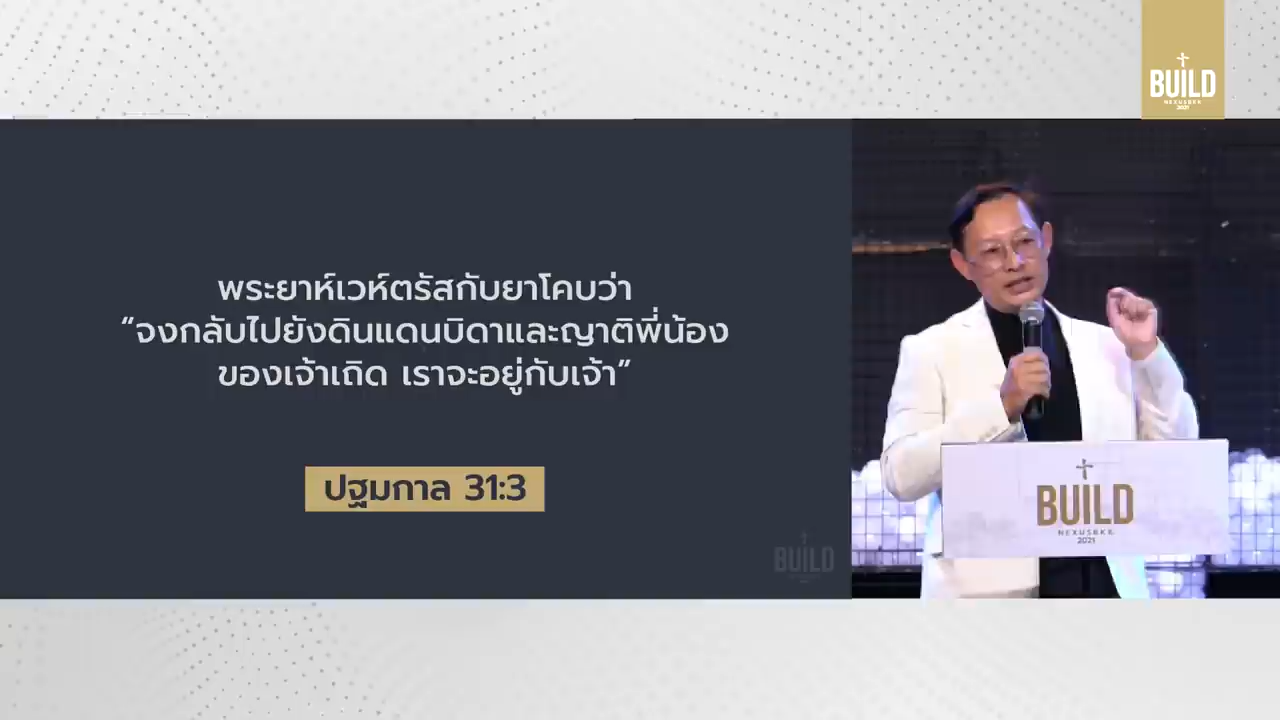 BUILD
NEXUSBKK
2021
พระยาห์เวห์ตรัสกับยาโคบว่า
“จงกลับไปยังดินแดนบิดาและญาติพี่น้อง
ของเจ้าเถิด เราจะอยู่กับเจ้า”
ปฐมกาล 31:3
BUILD
BUILD
NEXUSBKK
2021